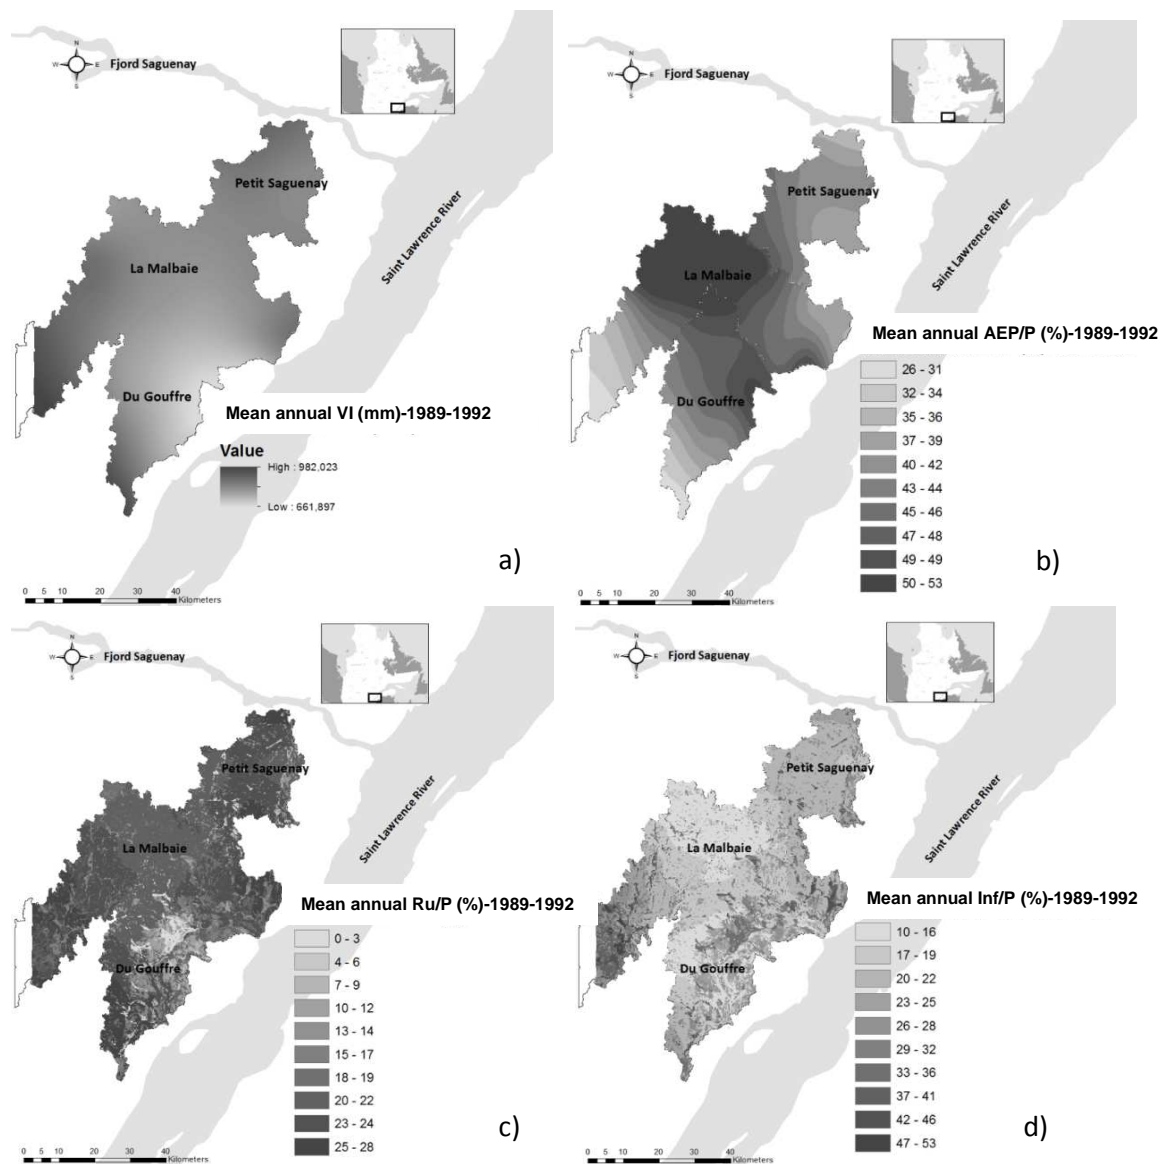 N
W
E
S
Fjord Saguenay
Petit Saguenay
La Malbaie
Du Gouffre
Saint Lawrence River
Mean annual VI (mm)-1989-1992
Value
High : 982,023
Low : 661,897
0 5 10 20 30 40
Kilometers
a)
N
W
E
S
Fjord Saguenay
Petit Saguenay
La Malbaie
Du Gouffre
Saint Lawrence River
Mean annual AEP/P (%)-1989-1992
26 - 31
32 - 34
35 - 36
37 - 39
40 - 42
43 - 44
45 - 46
47 - 48
49 - 49
50 - 53
0 5 10 20 30 40
Kilometers
b)
N
W
E
S
Fjord Saguenay
Petit Saguenay
La Malbaie
Du Gouffre
Saint Lawrence River
Mean annual Ru/P (%)-1989-1992
0 - 3
4 - 6
7 - 9
10 - 12
13 - 14
15 - 17
18 - 19
20 - 22
23 - 24
25 - 28
0 5 10 20 30 40
Kilometers
c)
N
W
E
S
Fjord Saguenay
Petit Saguenay
La Malbaie
Du Gouffre
Saint Lawrence River
Mean annual Inf/P (%)-1989-1992
10 - 16
17 - 19
20 - 22
23 - 25
26 - 28
29 - 32
33 - 36
37 - 41
42 - 46
47 - 53
0 5 10 20 30 40
Kilometers
d)